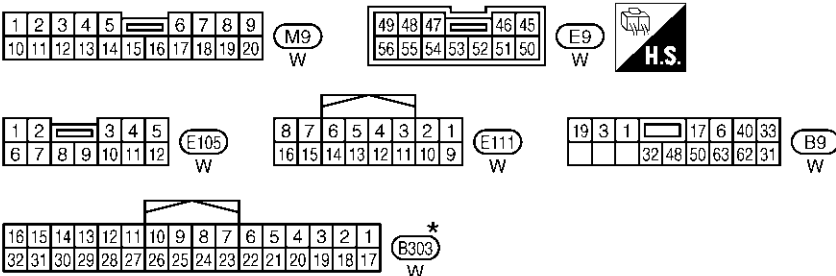 1 2 3 4 5 6 7 8 9
10 11 12 13 14 15 16 17 18 19 20
M9
W
49 48 47 46 45
56 55 54 53 52 51 50
E9
W
H.S.
1 2 3 4 5
6 7 8 9 10 11 12
E105
W
8 7 6 5 4 3 2 1
16 15 14 13 12 11 10 9
E111
W
19 3 1 17 6 40 33
32 48 50 63 62 31
B9
W
16 15 14 13 12 11 10 9 8 7 6 5 4 3 2 1
32 31 30 29 28 27 26 25 24 23 22 21 20 19 18 17
*
B303
W